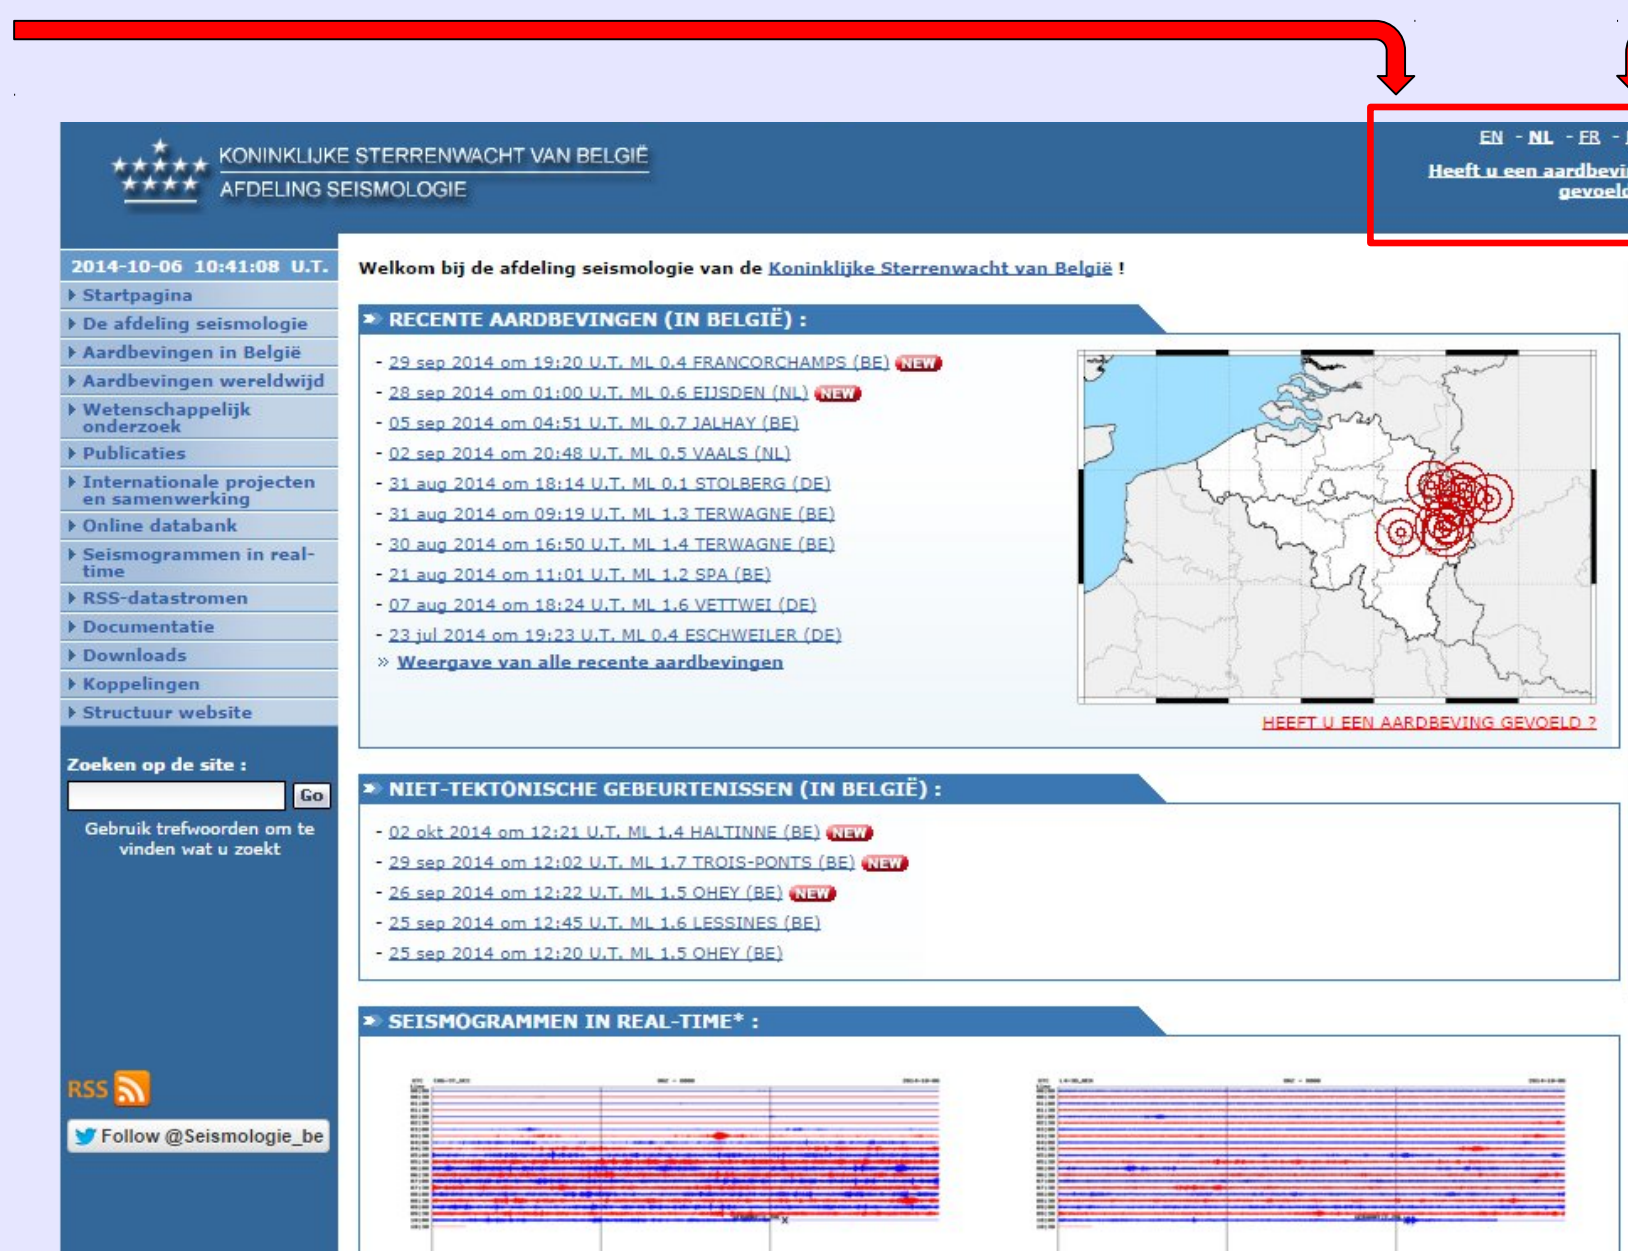 KONINKLIJKE STERRENWACHT VAN BELGIË
AFDELING SEISMOLOGIE
EN - NL - FR -
Heeft u een
2014-10-06 10:41:08 U.T.
Startpagina
De afdeling seismologie
Aardbevingen in België
Aardbevingen wereldwijd
Wetenschappelijk
onderzoek
Publicaties
Internationale projecten
en samenwerking
Online databank
Seismogrammen in real-
time
RSS-datastromen
Documentatie
Downloads
Koppelingen
Structuur website
Zoeken op de site :
Go
Gebruik trefwoorden om te
vinden wat u zoekt
RSS
Follow @Seismologie_be
Welkom bij de afdeling seismologie van de Koninklijke Sterrenwacht van België !
RECENTE AARDBEVINGEN (IN BELGIË) :
- 29 sep 2014 om 19:20 U.T. ML 0.4 FRANCORCHAMPS (BE) NEW
- 28 sep 2014 om 01:00 U.T. ML 0.6 EIJSDEN (NL) NEW
- 05 sep 2014 om 04:51 U.T. ML 0.7 JALHAY (BE)
- 02 sep 2014 om 20:48 U.T. ML 0.5 VAALS (NL)
- 31 aug 2014 om 18:14 U.T. ML 0.1 STOLBERG (DE)
- 31 aug 2014 om 09:19 U.T. ML 1.3 TERWAGNE (BE)
- 30 aug 2014 om 16:50 U.T. ML 1.4 TERWAGNE (BE)
- 21 aug 2014 om 11:01 U.T. ML 1.2 SPA (BE)
- 07 aug 2014 om 18:24 U.T. ML 1.6 VETTWEI (DE)
- 23 jul 2014 om 19:23 U.T. ML 0.4 ESCHWEILER (DE)
» Weergave van alle recente aardbevingen
HEEFT U EEN AARDBEVING GEVOELD ?
NIET-TEKTONISCHE GEBEURTENISSEN (IN BELGIË) :
- 02 okt 2014 om 12:21 U.T. ML 1.4 HALTINNE (BE) NEW
- 29 sep 2014 om 12:02 U.T. ML 1.7 TROIS-PONTS (BE) NEW
- 26 sep 2014 om 12:22 U.T. ML 1.5 OHEY (BE) NEW
- 25 sep 2014 om 12:45 U.T. ML 1.6 LESSINES (BE)
- 25 sep 2014 om 12:20 U.T. ML 1.5 OHEY (BE)
SEISMOGRAMMEN IN REAL-TIME* :